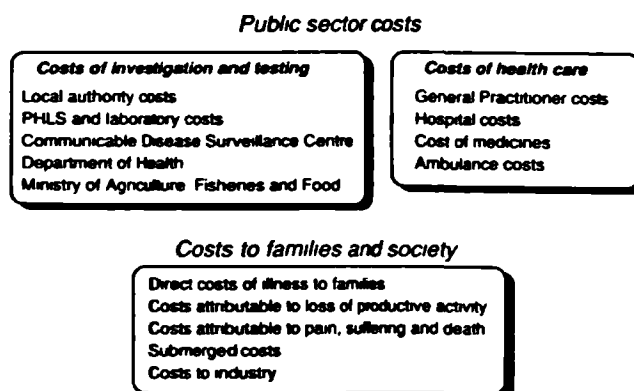 Public sector costs
Costs of investigation and testing
Local authority costs
PHLS and laboratory costs
Communicable Disease Surveillance Centre
Department of Health
Ministry of Agriculture Fisheries and Food
Costs of health care
General Practitioner costs
Hospital costs
Cost of medicines
Ambulance costs
Costs to families and society
Direct costs of illness to families
Costs attributable to loss of productive activity
Costs attributable to pain, suffering and death
Submerged costs
Costs to industry